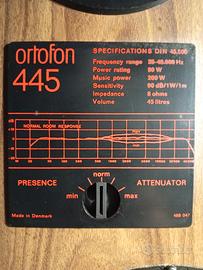 ortofon
445
SPECIFICATIONS DIN 45.500
Frequency range 25-40.000 Hz
Power rating 80 W
Music power 200 W
Sensitivity 90 dB/1W/1m
Impedance 8 ohms
Volume 45 litres
NORMAL ROOM RESPONSE
PRESENCE
norm
ATTENUATOR
min
max
Made in Denmark